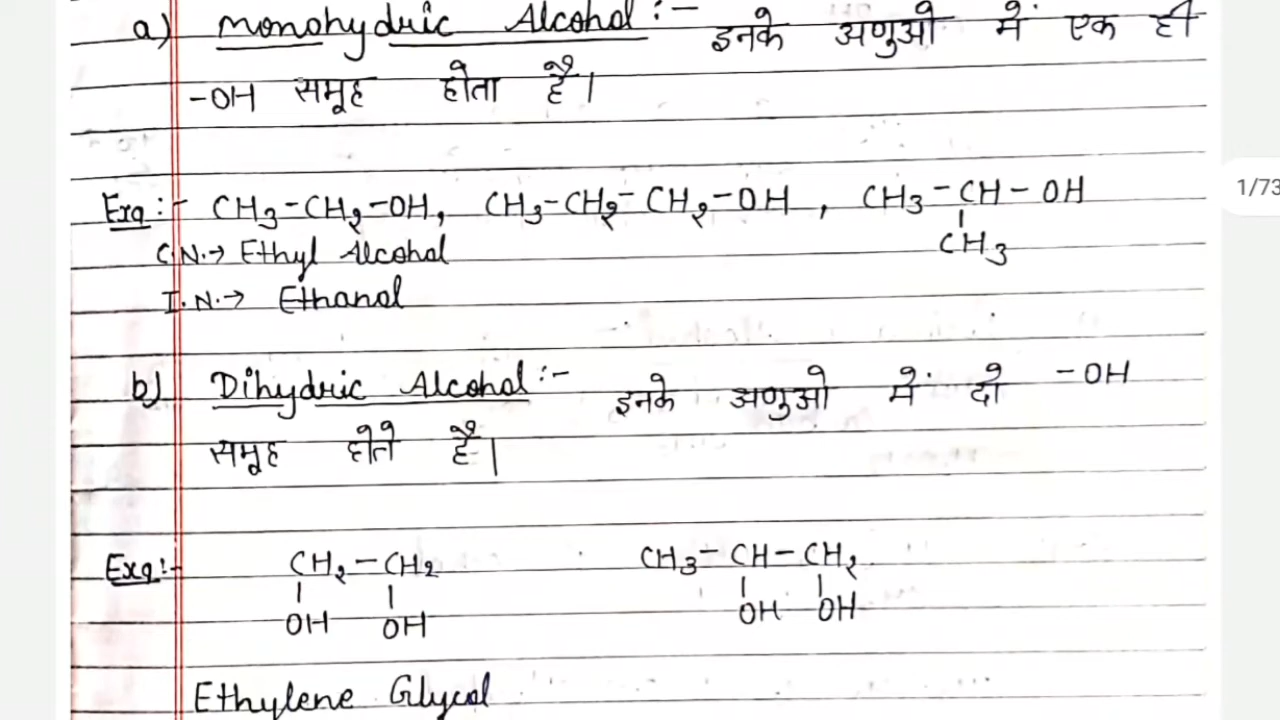 a) Monohydric Alcohol :- इनके अणुओ में एक ही
-OH समूह होता है।
1/73
Exa :- CH₃-CH₂-OH, CH₃-CH₂-CH₂-OH, CH₃-CH-OH
|
CH₃
C.N.→ Ethyl Alcohol
I.N.→ Ethanol
b) Dihydric Alcohol :- इनके अणुओ में दो -OH
समूह होते है।
Exa :- CH₂-CH₂ CH₃-CH-CH₂
| | | |
OH OH OH OH
Ethylene Glycol